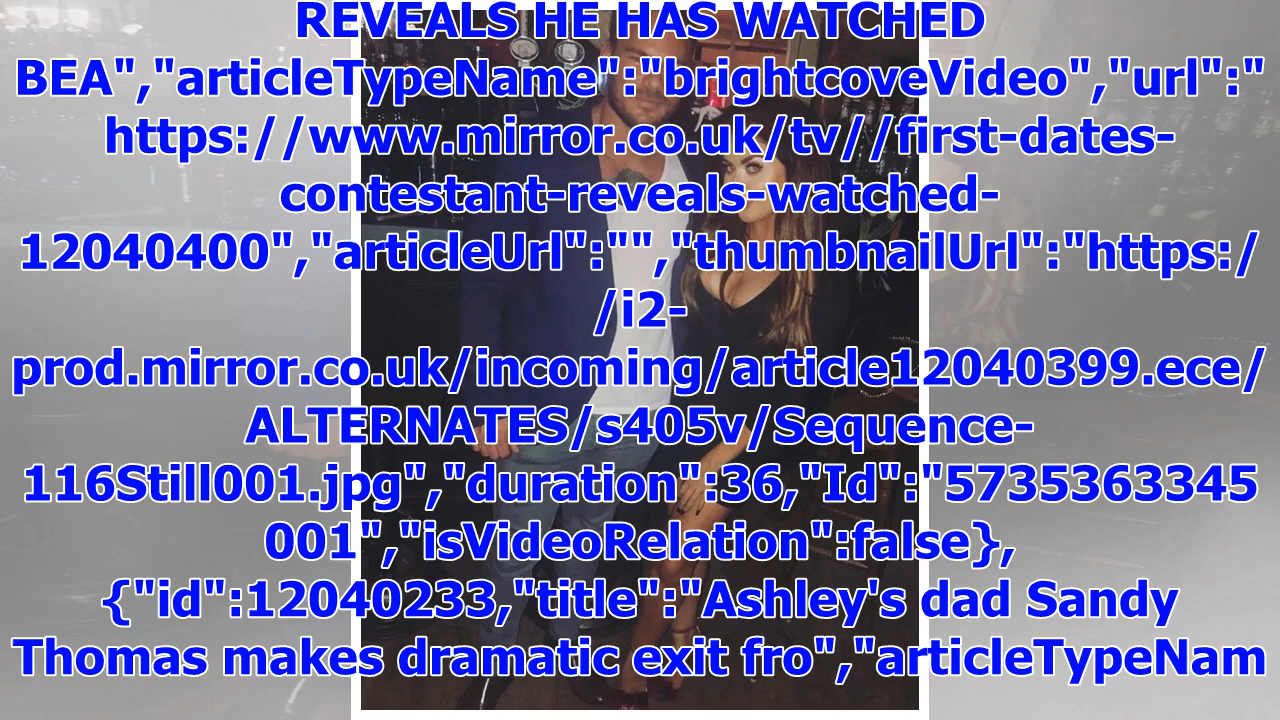 REVEALS HE HAS WATCHED
BEA","articleTypeName":"brightcoveVideo","url":"
https://www.mirror.co.uk/tv//first-dates-
contestant-reveals-watched-
12040400","articleUrl":"","thumbnailUrl":"https:/
/i2-
prod.mirror.co.uk/incoming/article12040399.ece/
ALTERNATES/s405v/Sequence-
116Still001.jpg","duration":36,"Id":"5735363345
001","isVideoRelation":false},
{"id":12040233,"title":"Ashley's dad Sandy
Thomas makes dramatic exit fro","articleTypeNam